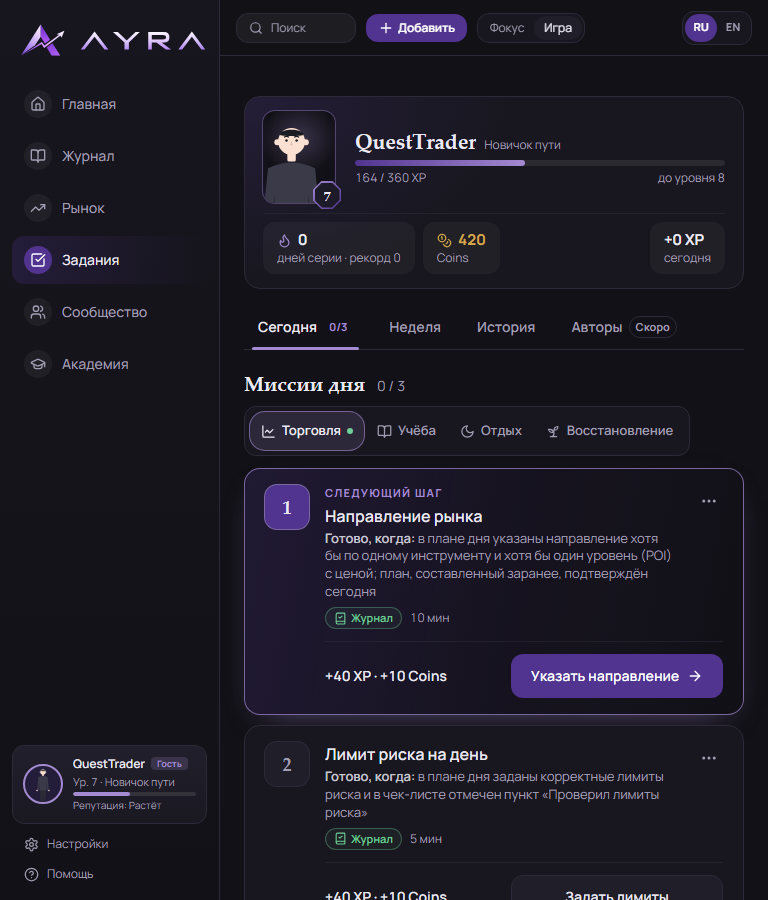 AYRA
Поиск
Добавить
Фокус
Игра
RU
EN
Главная
Журнал
Рынок
Задания
Сообщество
Академия
QuestTrader
Новичок пути
7
164 / 360 XP
до уровня 8
0
дней серии · рекорд 0
420
Coins
+0 XP
сегодня
Сегодня 0/3
Неделя
История
Авторы Скоро
Миссии дня 0 / 3
Торговля
Учёба
Отдых
Восстановление
1
СЛЕДУЮЩИЙ ШАГ
Направление рынка
Готово, когда: в плане дня указаны направление хотя
бы по одному инструменту и хотя бы один уровень (POI)
с ценой; план, составленный заранее, подтверждён
сегодня
Журнал 10 мин
+40 XP · +10 Coins
Указать направление
2
Лимит риска на день
Готово, когда: в плане дня заданы корректные лимиты
риска и в чек-листе отмечен пункт «Проверил лимиты
риска»
Журнал 5 мин
+40 XP · +10 Coins
Задать лимиты
QuestTrader Гость
Ур. 7 · Новичок пути
Репутация: Растёт
Настройки
Помощь